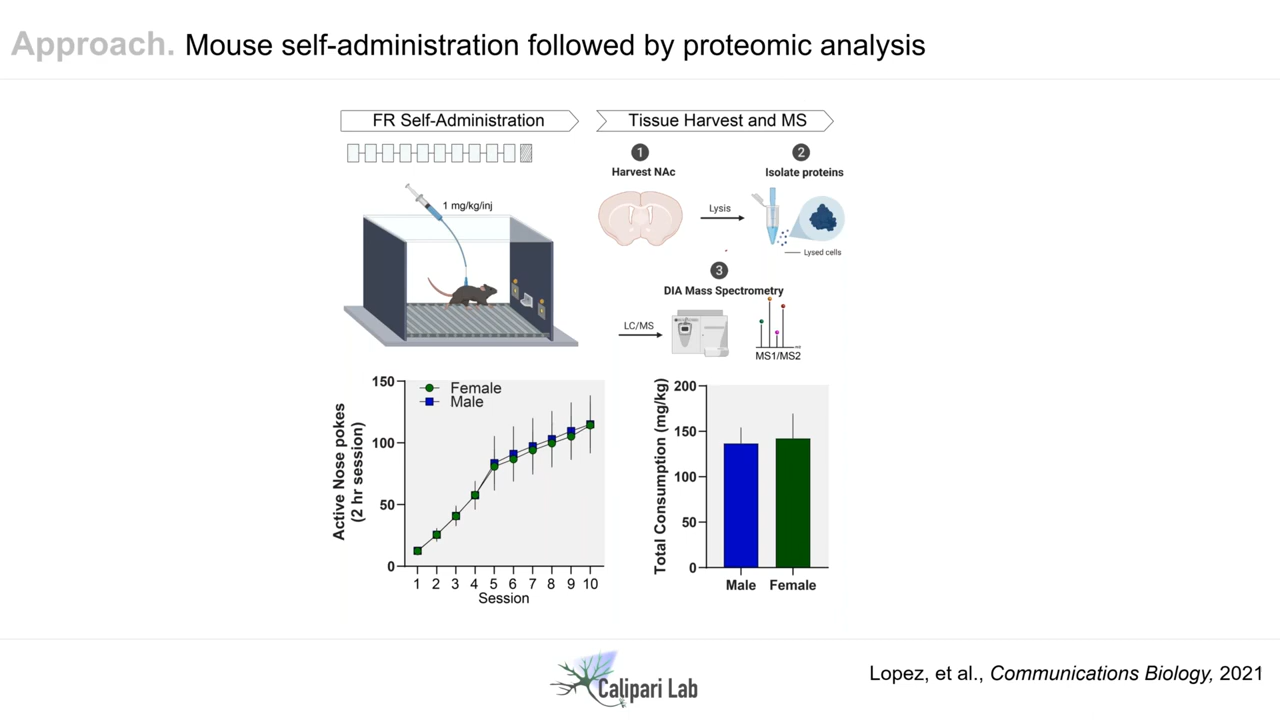 Approach. Mouse self-administration followed by proteomic analysis
FR Self-Administration
Tissue Harvest and MS
1 mg/kg/inj
1
Harvest NAc
Lysis
2
Isolate proteins
Lysed cells
3
DIA Mass Spectrometry
LC/MS
MS1/MS2
Active Nose pokes
(2 hr session)
150
100
50
0
Female
Male
1 2 3 4 5 6 7 8 9 10
Session
Total Consumption (mg/kg)
200
150
100
50
0
Male Female
Calipari Lab
Lopez, et al., Communications Biology, 2021